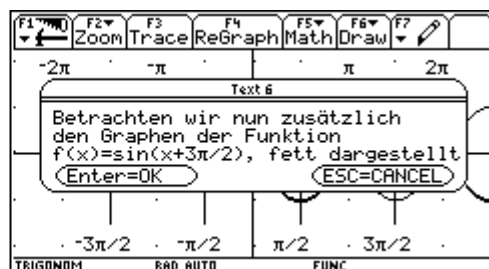 F1 F2 Zoom F3 Trace F4 ReGraph F5 Math F6 Draw F7
-2π -π π 2π
Text 6
Betrachten wir nun zusätzlich
den Graphen der Funktion
f(x)=sin(x+3π/2), fett dargestellt
Enter=OK ESC=CANCEL
-3π/2 -π/2 π/2 3π/2
TRIGONOM RAD AUTO FUNC